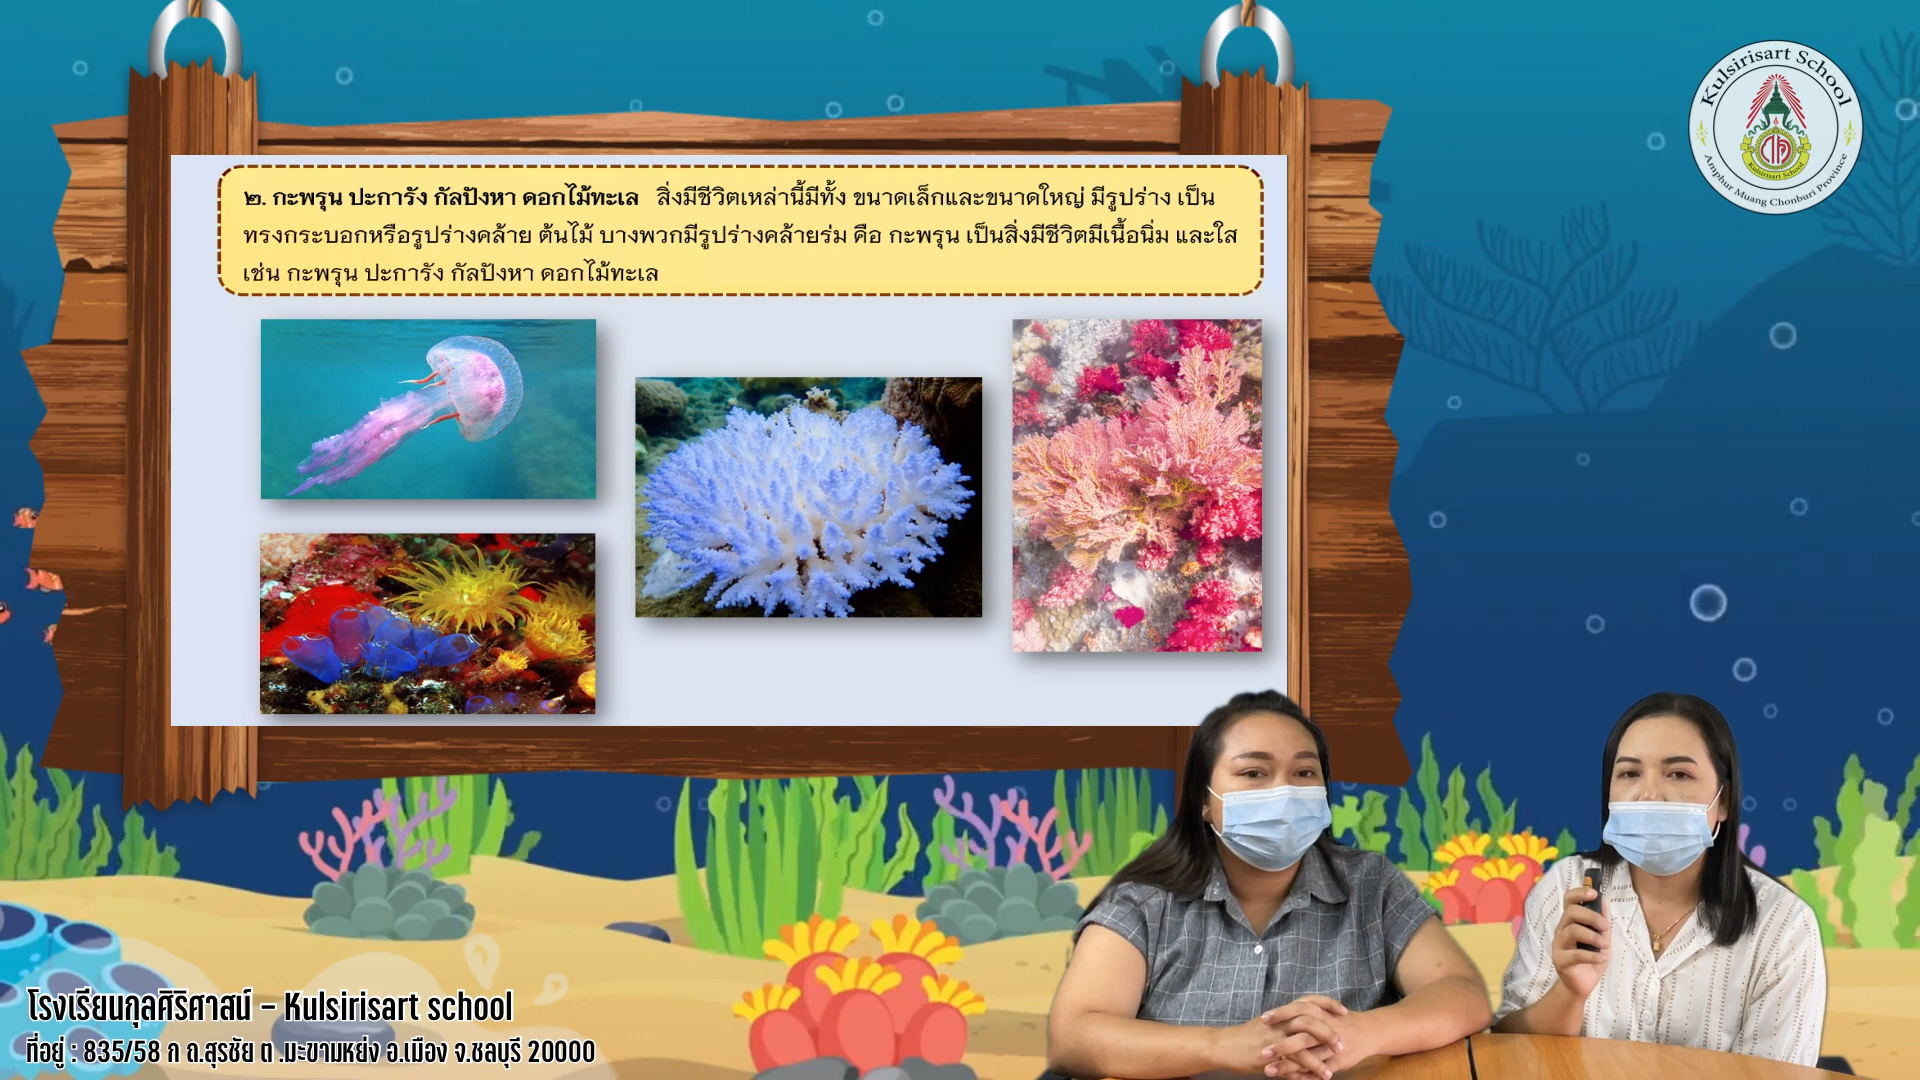 Kulsirisart School
Kulsirisart School
Amphur Muang Chonburi Province
๒. กะพรุน ปะการัง กัลปังหา ดอกไม้ทะเล สิ่งมีชีวิตเหล่านี้มีทั้ง ขนาดเล็กและขนาดใหญ่ มีรูปร่าง เป็น
ทรงกระบอกหรือรูปร่างคล้าย ต้นไม้ บางพวกมีรูปร่างคล้ายร่ม คือ กะพรุน เป็นสิ่งมีชีวิตมีเนื้อนิ่ม และใส
เช่น กะพรุน ปะการัง กัลปังหา ดอกไม้ทะเล
โรงเรียนกุลศิริศาสน์ – Kulsirisart school
ที่อยู่ : 835/58 ก ถ.สุรชัย ต .มะขามหย่ง อ.เมือง จ.ชลบุรี 20000